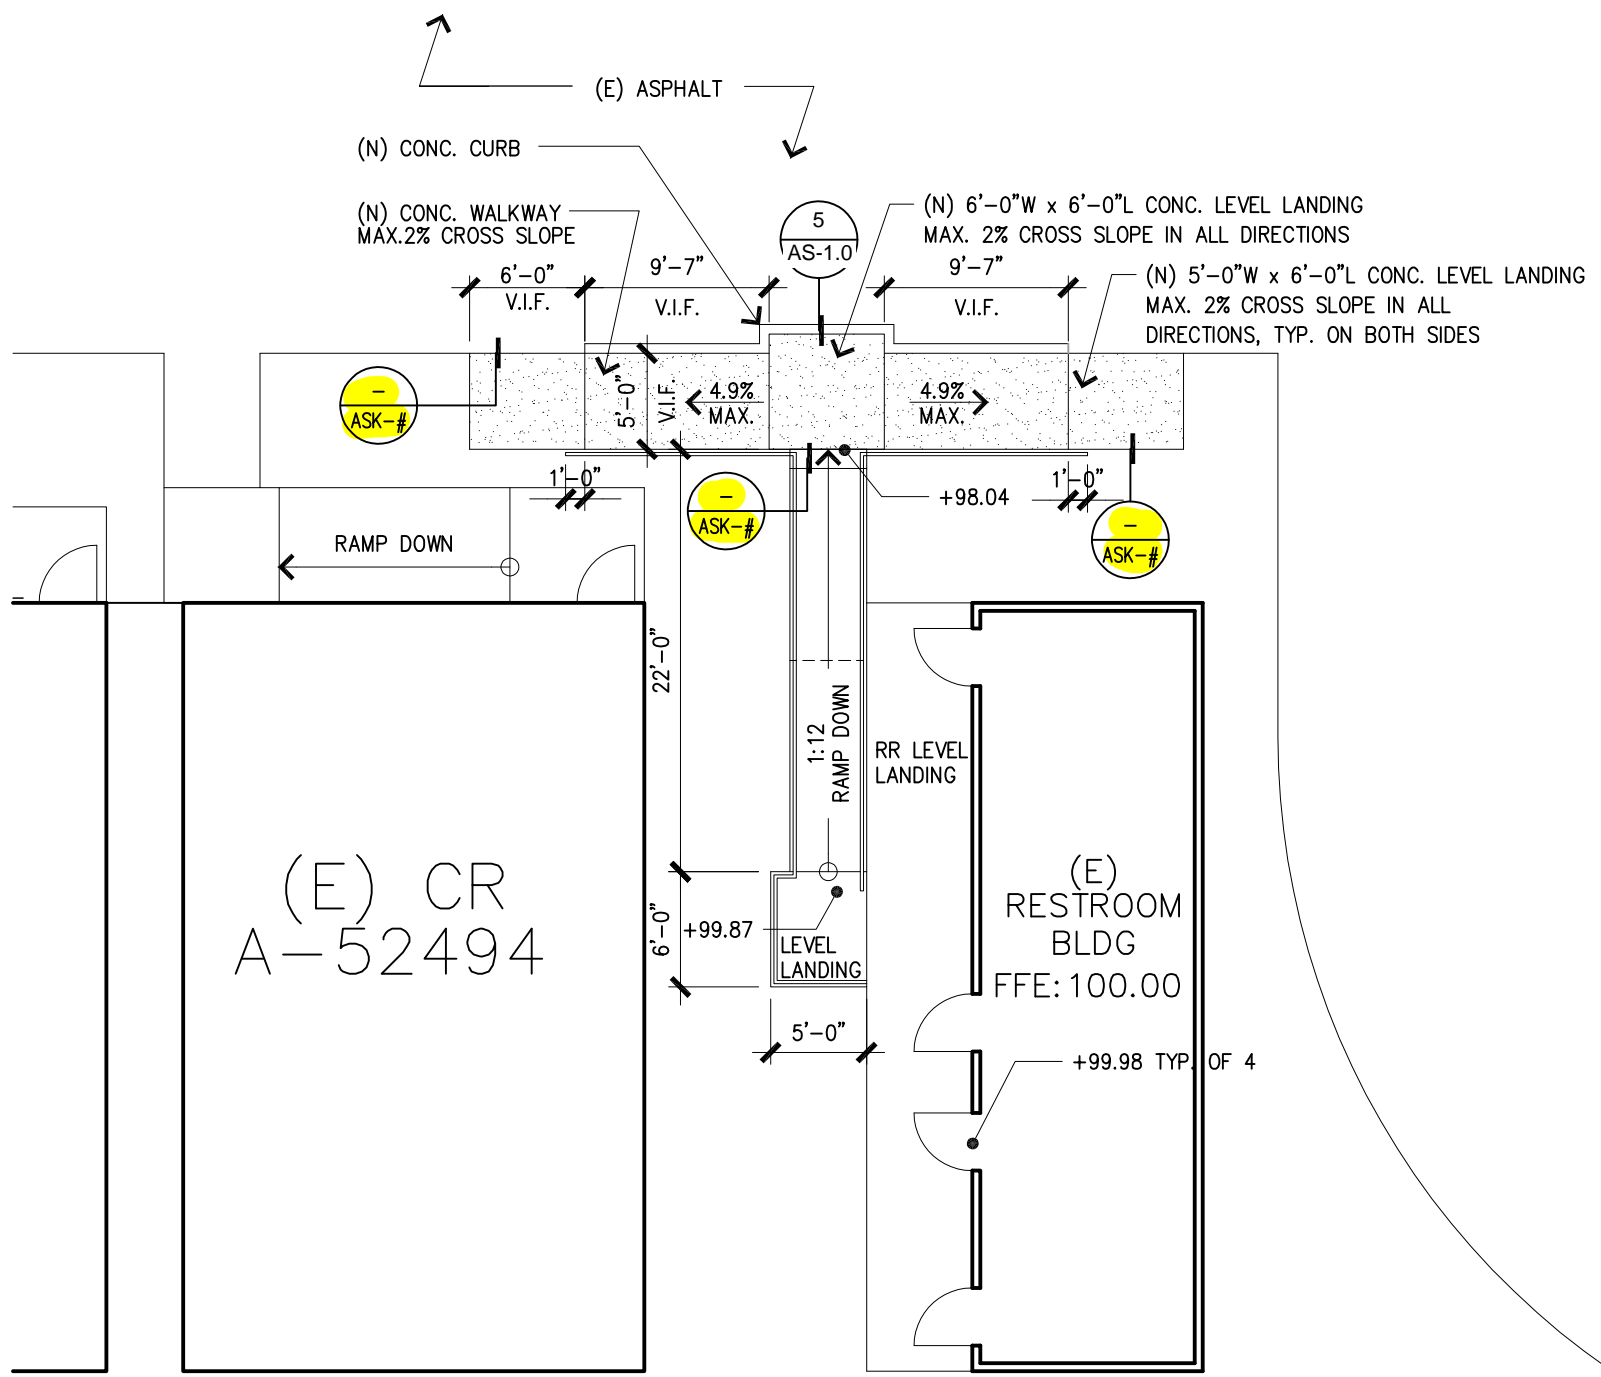 (E) ASPHALT
(N) CONC. CURB
(N) CONC. WALKWAY
MAX.2% CROSS SLOPE
5
AS-1.0
(N) 6'-0"W x 6'-0"L CONC. LEVEL LANDING
MAX. 2% CROSS SLOPE IN ALL DIRECTIONS
(N) 5'-0"W x 6'-0"L CONC. LEVEL LANDING
MAX. 2% CROSS SLOPE IN ALL
DIRECTIONS, TYP. ON BOTH SIDES
6'-0"
V.I.F.
9'-7"
V.I.F.
9'-7"
V.I.F.
-
ASK-#
5'-0"
V.I.F.
4.9%
MAX.
4.9%
MAX.
1'-0"
-
ASK-#
+98.04
1'-0"
-
ASK-#
RAMP DOWN
22'-0"
1:12
RAMP DOWN
RR LEVEL
LANDING
(E) CR
A-52494
6'-0"
+99.87
LEVEL
LANDING
5'-0"
(E)
RESTROOM
BLDG
FFE: 100.00
+99.98 TYP. OF 4